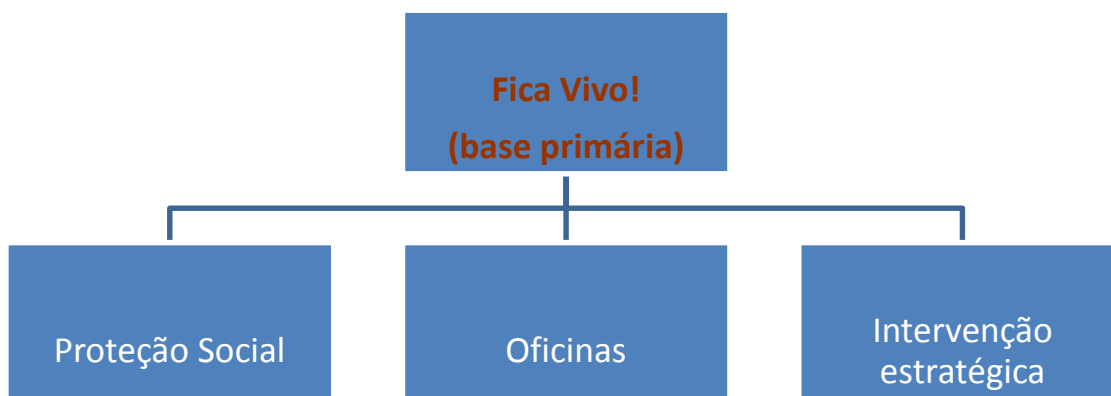 Fica Vivo!
(base primária)
Proteção Social
Oficinas
Intervenção
estratégica